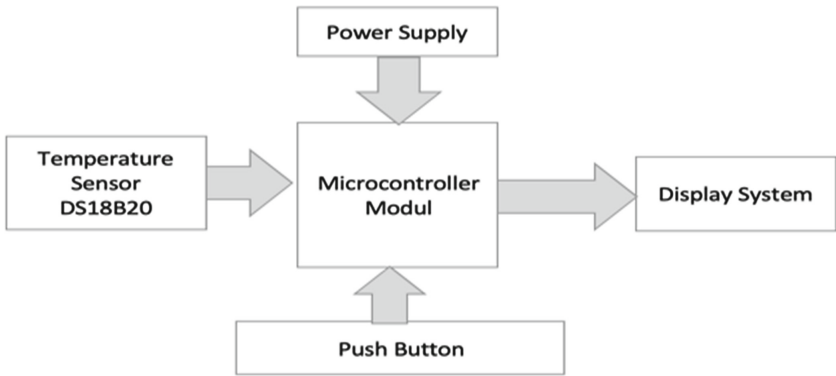 Power Supply
Temperature
Sensor
DS18B20
Microcontroller
Modul
Display System
Push Button